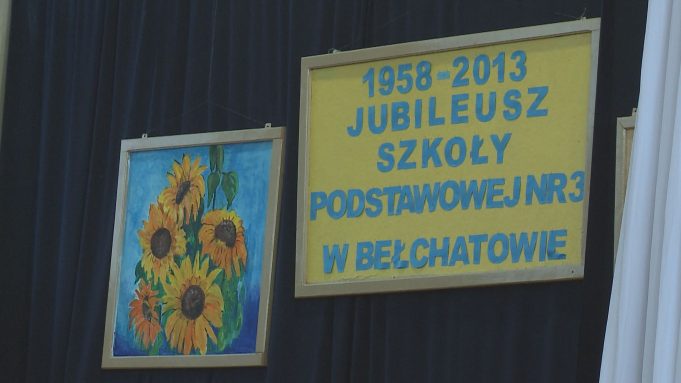 1958-2013
JUBILEUSZ
SZKOŁY
PODSTAWOWEJ NR 3
W BEŁCHATOWIE